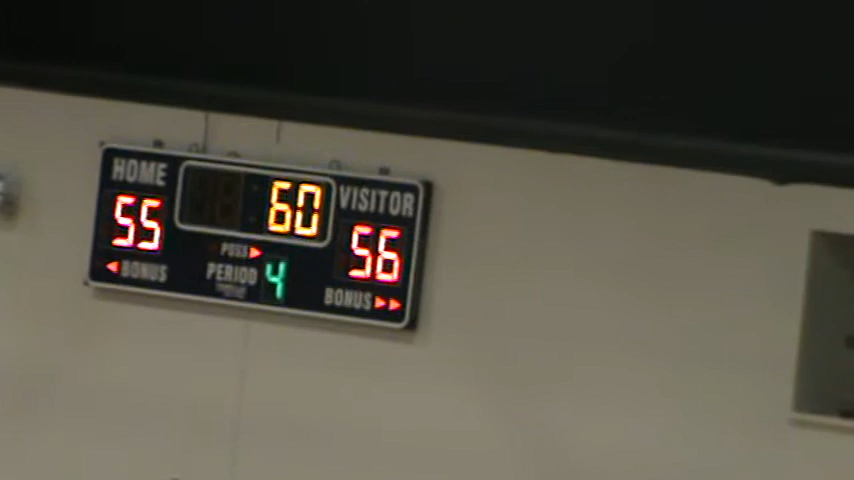 HOME 60 VISITOR
55 56
POSS
BONUS PERIOD 4 BONUS